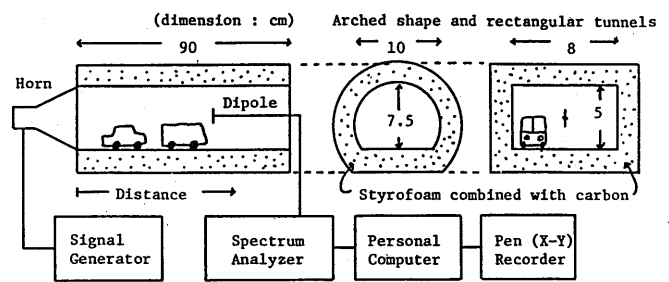 (dimension : cm)
Arched shape and rectangular tunnels
90
10
8
Horn
Dipole
7.5
5
Distance
Styrofoam combined with carbon
Signal
Generator
Spectrum
Analyzer
Personal
Computer
Pen (X-Y)
Recorder